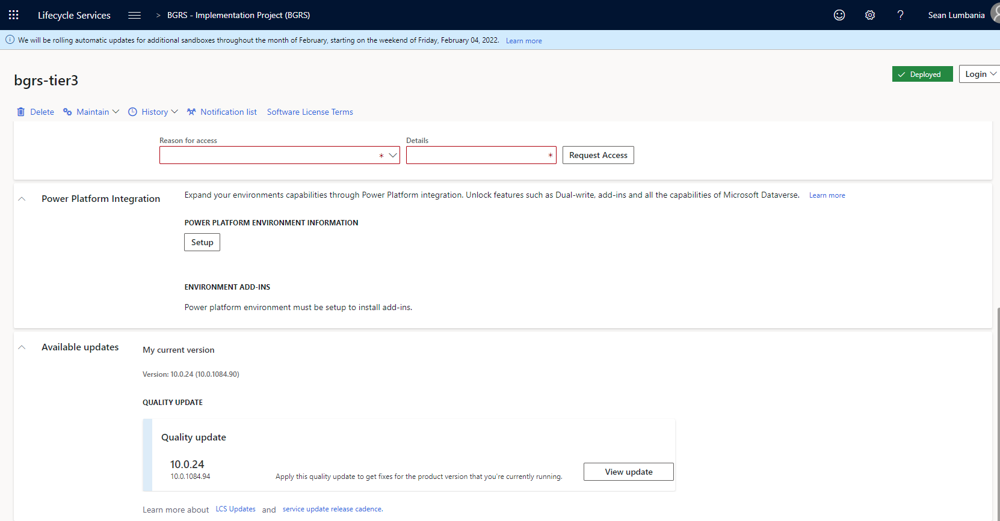 Lifecycle Services > BGRS - Implementation Project (BGRS) ? Sean Lumbania
We will be rolling automatic updates for additional sandboxes throughout the month of February, starting on the weekend of Friday, February 04, 2022. Learn more
bgrs-tier3
Deployed Login
Delete Maintain History Notification list Software License Terms
Reason for access Details
* * Request Access
Power Platform Integration Expand your environments capabilities through Power Platform integration. Unlock features such as Dual-write, add-ins and all the capabilities of Microsoft Dataverse. Learn more
POWER PLATFORM ENVIRONMENT INFORMATION
Setup
ENVIRONMENT ADD-INS
Power platform environment must be setup to install add-ins.
Available updates My current version
Version: 10.0.24 (10.0.1084.90)
QUALITY UPDATE
Quality update
10.0.24
10.0.1084.94 Apply this quality update to get fixes for the product version that you're currently running. View update
Learn more about LCS Updates and service update release cadence.